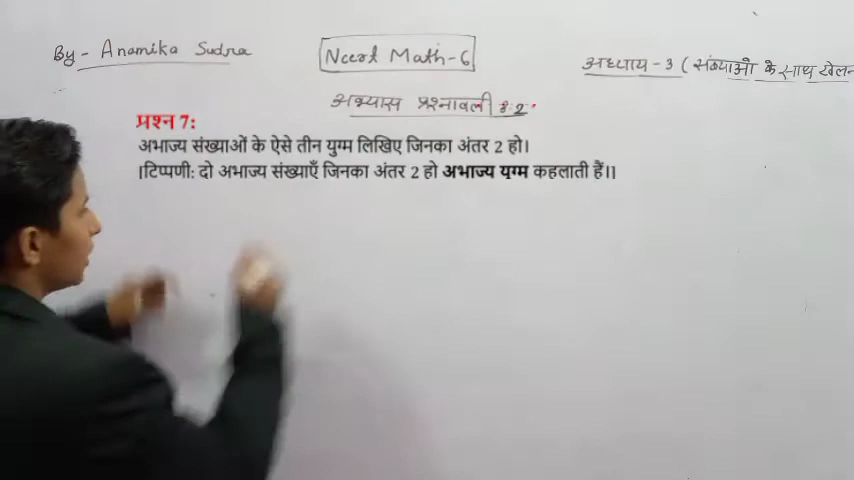 By - Anamika Sudra
Ncert Math-6
अध्याय - 3 ( संख्याओ के साथ खेलन
अभ्यास प्रश्नावली 3.2
प्रश्न 7:
अभाज्य संख्याओं के ऐसे तीन युग्म लिखिए जिनका अंतर 2 हो।
।टिप्पणी: दो अभाज्य संख्याएँ जिनका अंतर 2 हो अभाज्य युग्म कहलाती हैं।।